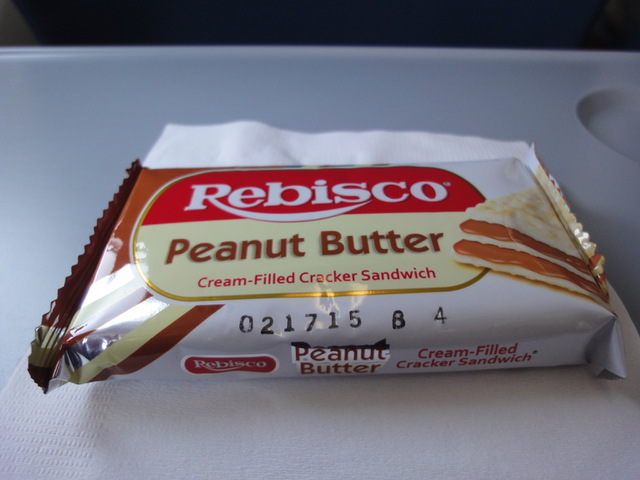 Rebisco®
Peanut Butter
Cream-Filled Cracker Sandwich
021715 B 4
Rebisco
Peanut
Butter
Cream-Filled
Cracker Sandwich®